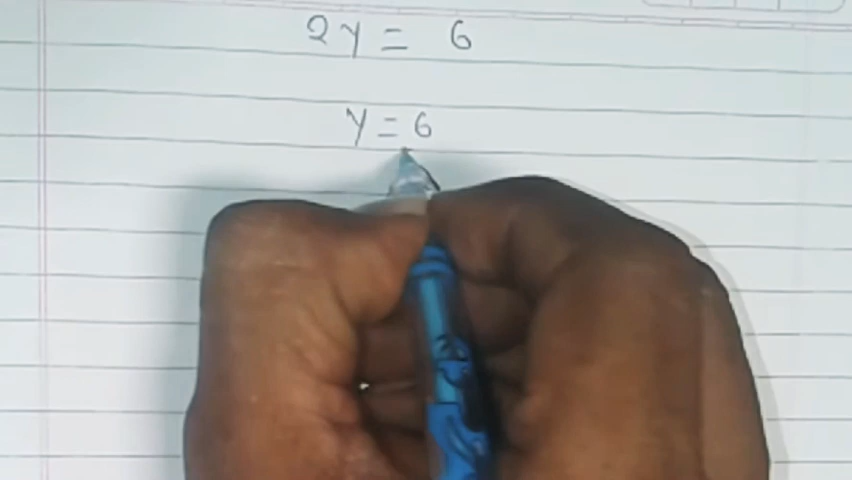 2y = 6
y = 6